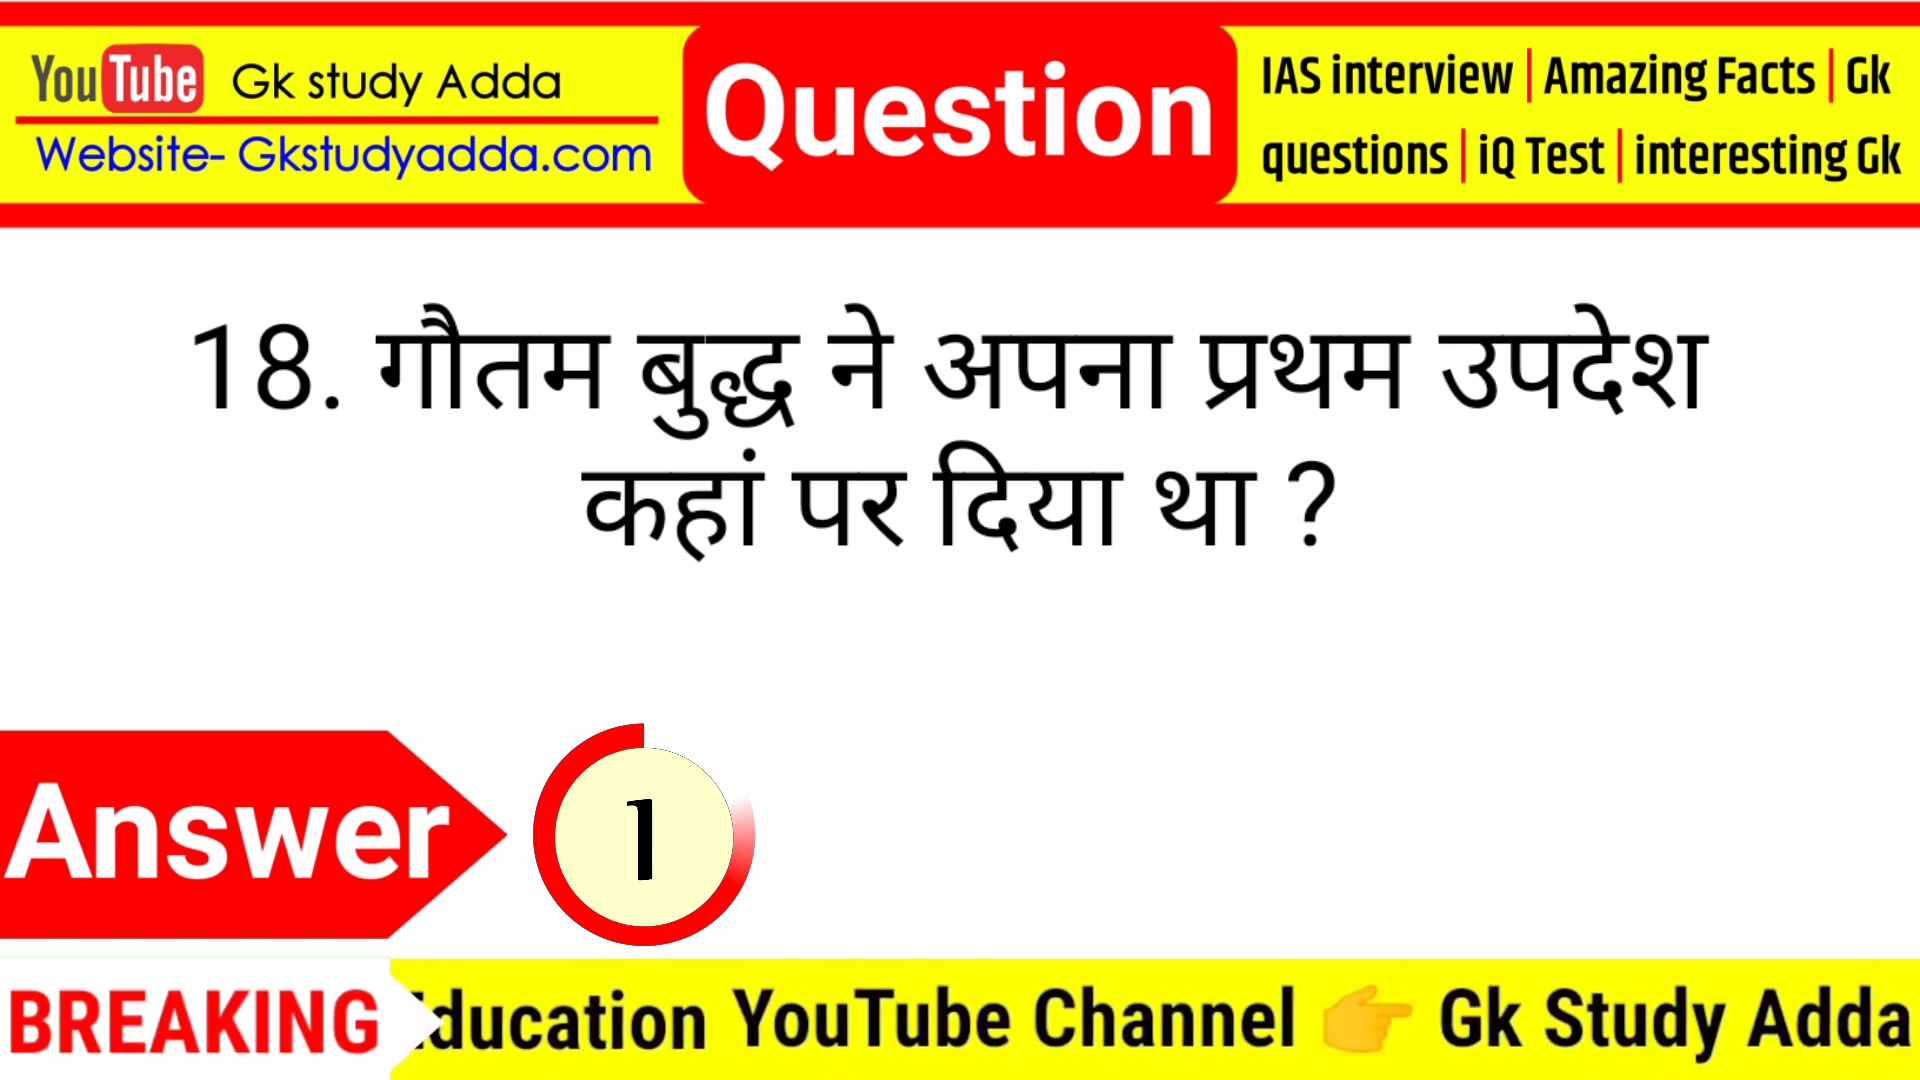 YouTube Gk study Adda
Website- Gkstudyadda.com
Question
IAS interview | Amazing Facts | Gk
questions | iQ Test | interesting Gk
18. गौतम बुद्ध ने अपना प्रथम उपदेश
कहां पर दिया था ?
Answer
1
BREAKING
Education YouTube Channel 👉 Gk Study Adda